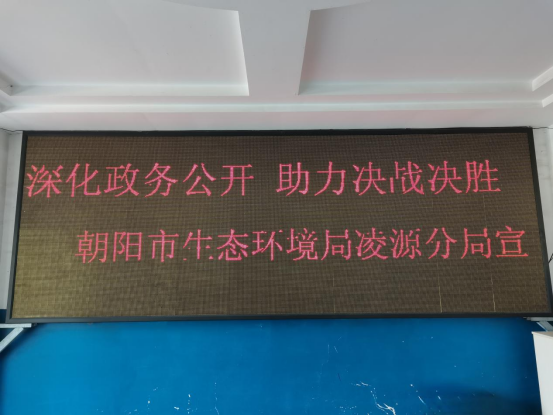 深化政务公开 助力决战决胜
朝阳市生态环境局凌源分局宣